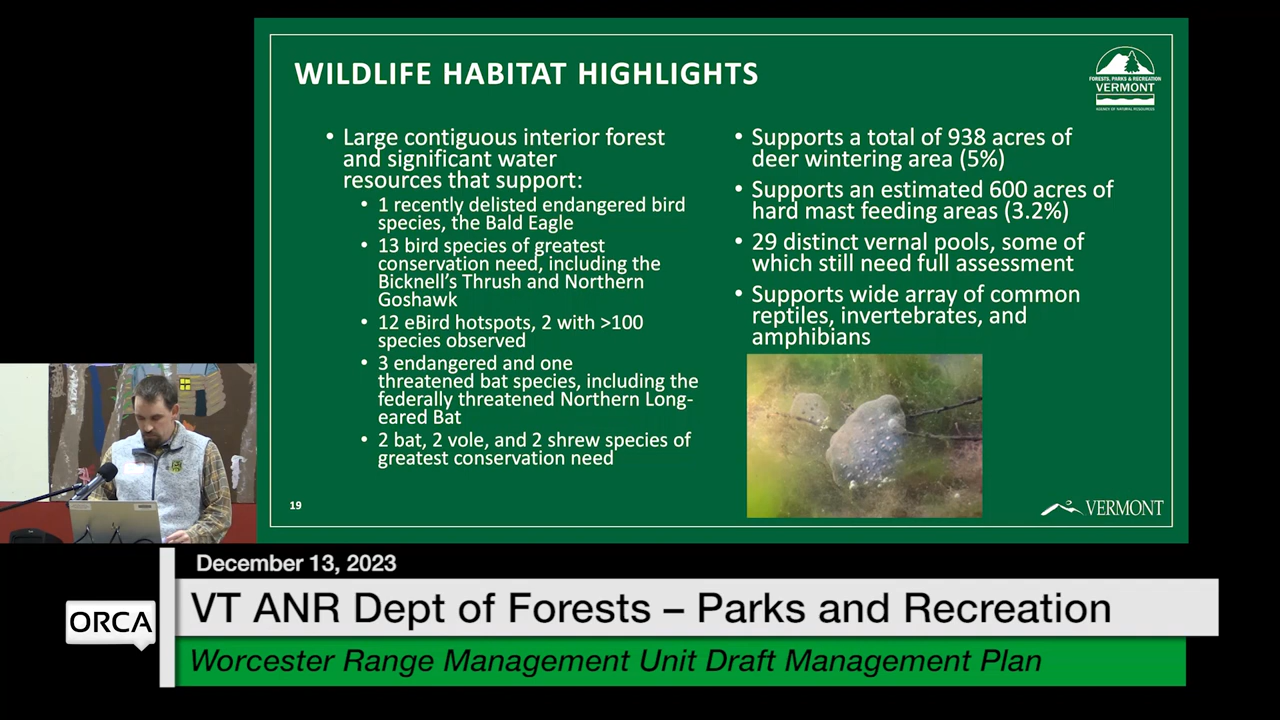 WILDLIFE HABITAT HIGHLIGHTS
FORESTS, PARKS & RECREATION
VERMONT
AGENCY OF NATURAL RESOURCES
• Large contiguous interior forest
and significant water
resources that support:
• 1 recently delisted endangered bird
species, the Bald Eagle
• 13 bird species of greatest
conservation need, including the
Bicknell's Thrush and Northern
Goshawk
• 12 eBird hotspots, 2 with >100
species observed
• 3 endangered and one
threatened bat species, including the
federally threatened Northern Long-
eared Bat
• 2 bat, 2 vole, and 2 shrew species of
greatest conservation need
• Supports a total of 938 acres of
deer wintering area (5%)
• Supports an estimated 600 acres of
hard mast feeding areas (3.2%)
• 29 distinct vernal pools, some of
which still need full assessment
• Supports wide array of common
reptiles, invertebrates, and
amphibians
19
VERMONT
December 13, 2023
ORCA
VT ANR Dept of Forests – Parks and Recreation
Worcester Range Management Unit Draft Management Plan